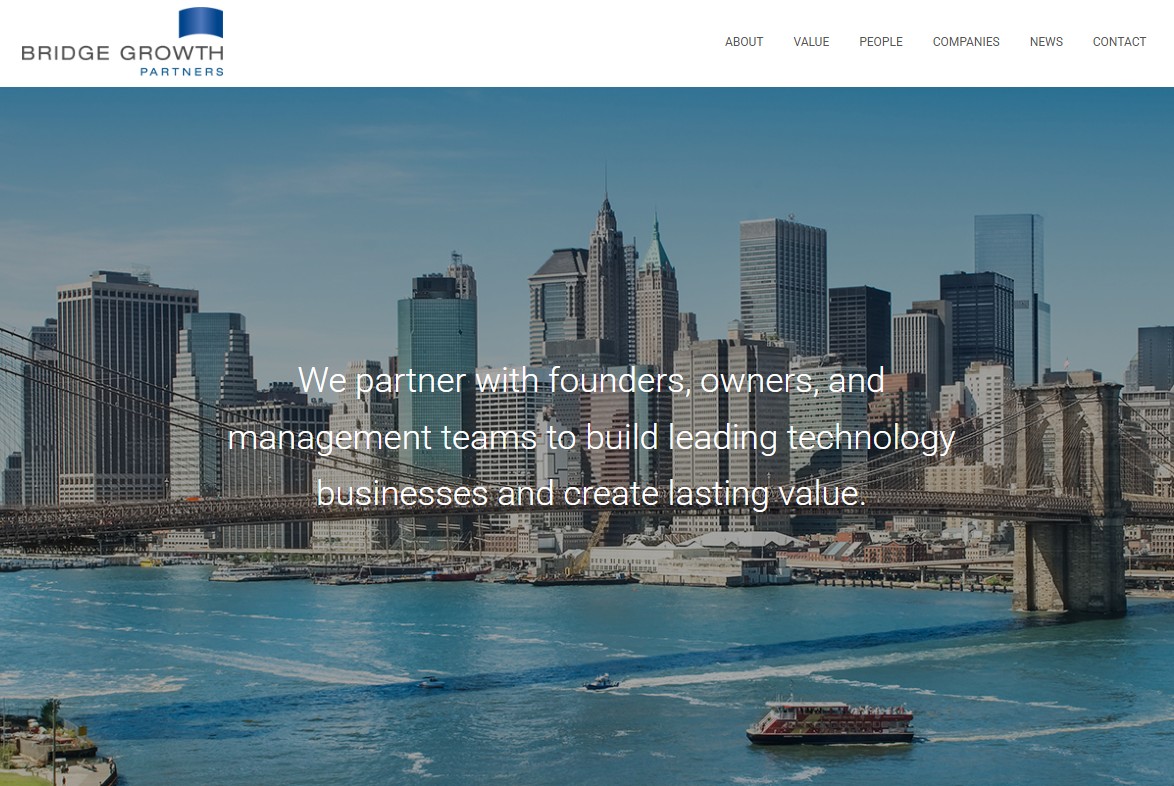 BRIDGE GROWTH
PARTNERS
ABOUT VALUE PEOPLE COMPANIES NEWS CONTACT
We partner with founders, owners, and
management teams to build leading technology
businesses and create lasting value.